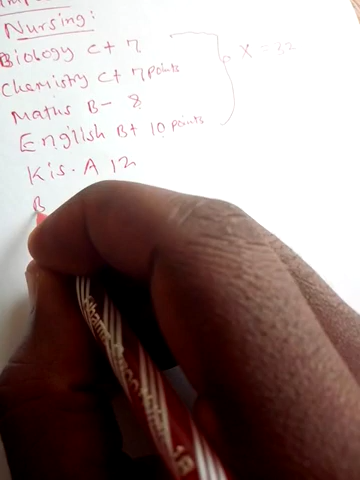 Nursing:
Biology C+ 7
X = 32
Chemistry C+ 7 points
Maths B- 8
English B+ 10 points
Kis. A 12
B